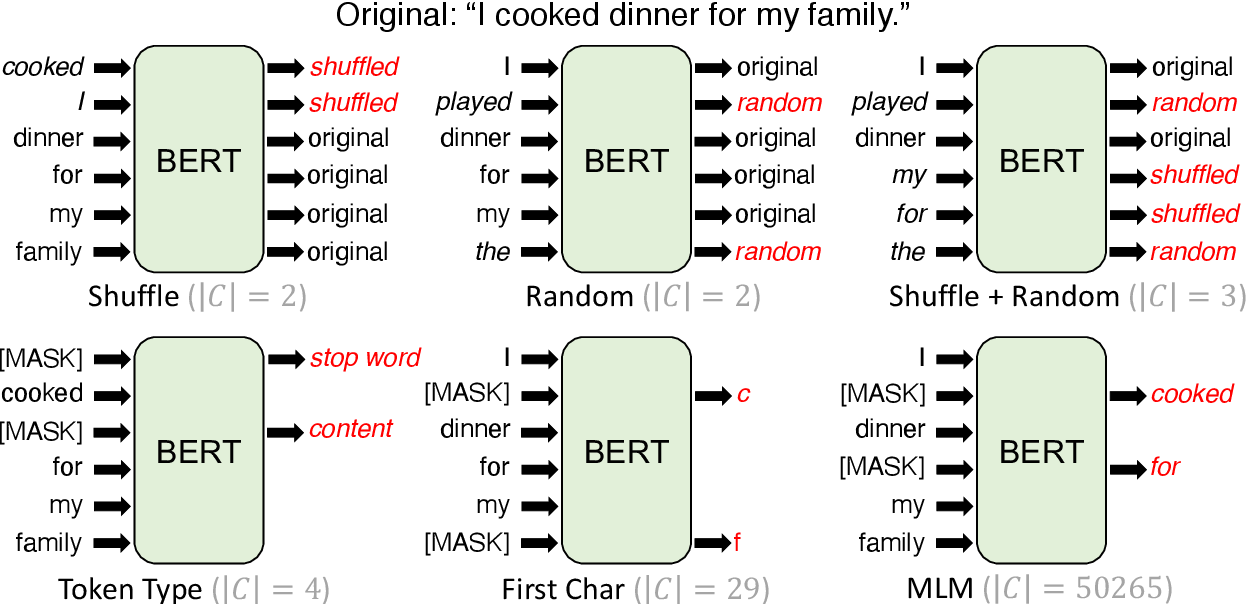 Original: “I cooked dinner for my family.”
cooked BERT shuffled
I shuffled
dinner original
for original
my original
family original
Shuffle (|C| = 2)
I BERT original
played random
dinner original
for original
my original
the random
Random (|C| = 2)
I BERT original
played random
dinner original
my shuffled
for shuffled
the random
Shuffle + Random (|C| = 3)
[MASK] BERT stop word
cooked
[MASK] content
for
my
family
Token Type (|C| = 4)
I BERT
[MASK] c
dinner
for
my
[MASK] f
First Char (|C| = 29)
I BERT
[MASK] cooked
dinner
[MASK] for
my
family
MLM (|C| = 50265)